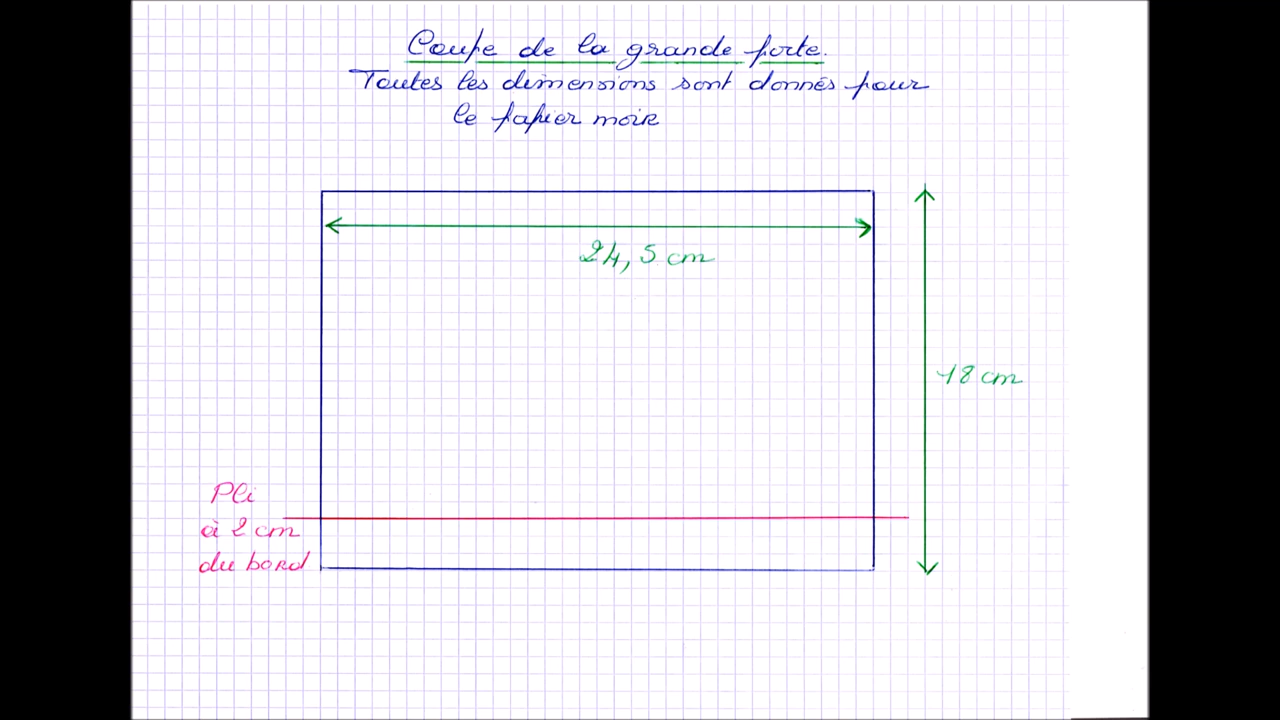 Coupe de la grande porte.
Toutes les dimensions sont donnés pour
le papier noir
24,5 cm
18 cm
Pli
à 2 cm
du bord